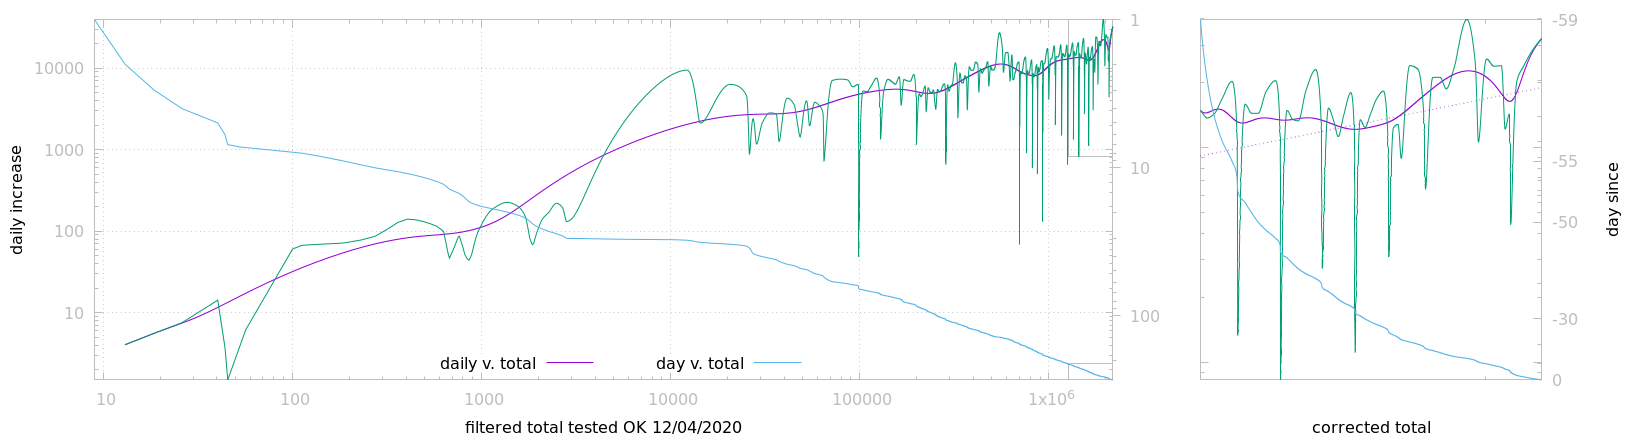 daily increase
10000
1000
100
10
10
100
1000
10000
100000
1x10⁶
1
10
100
daily v. total
day v. total
filtered total tested OK 12/04/2020
-59
-55
-50
-30
0
day since
corrected total